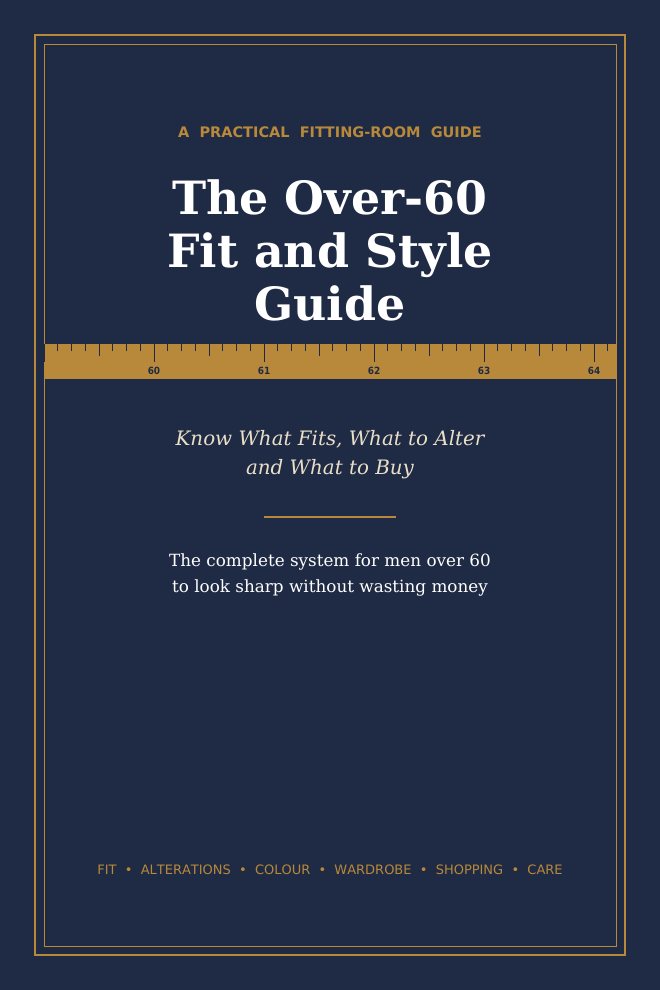 A PRACTICAL FITTING-ROOM GUIDE
The Over-60
Fit and Style
Guide
60 61 62 63 64
Know What Fits, What to Alter
and What to Buy
The complete system for men over 60
to look sharp without wasting money
FIT • ALTERATIONS • COLOUR • WARDROBE • SHOPPING • CARE